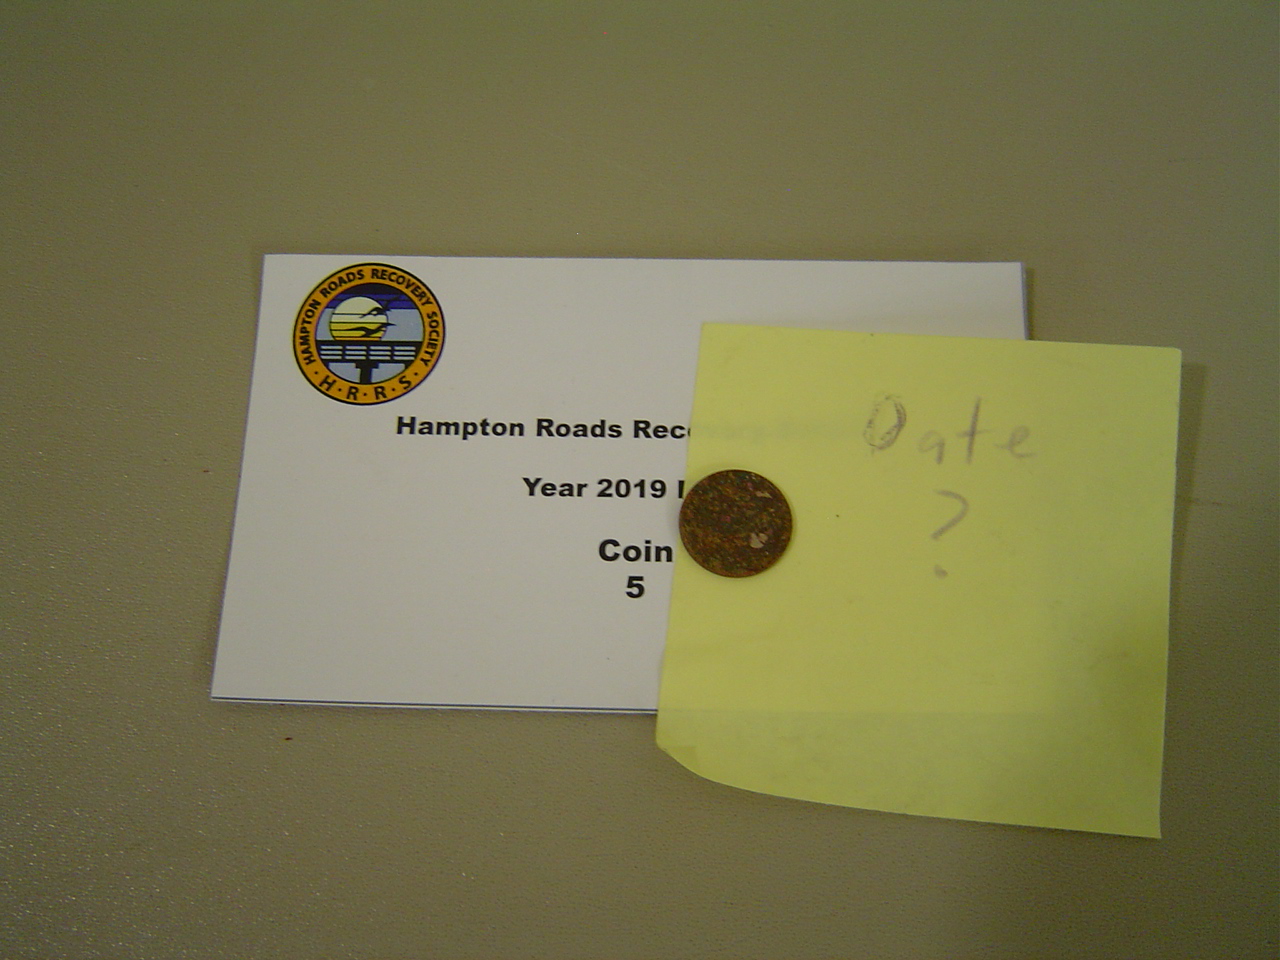 HAMPTON ROADS RECOVERY SOCIETY
· H · R · R · S ·
Hampton Roads Rec
Year 2019
Coin
5
Date
?